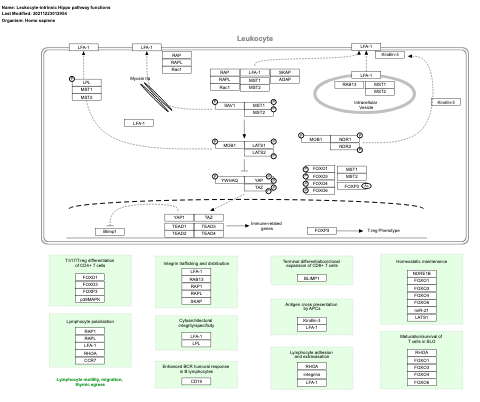 Name: Leukocyte-intrinsic Hippo pathway functions
Last Modified: 20211223012954
Organism: Homo sapiens
Leukocyte
LFA-1
LFA-1
LFA-1
Kindlin-3
RAP
RAPL
Rac1
Myosin IIa
LPL
MST1
MST2
RAP LFA-1 SKAP
RAPL MST1 ADAP
Rac1 MST2
LFA-1
RAB13 MST1
MST2
Intracellular
Vesicle
Kindlin-3
SAV1 MST1
MST2
LFA-1
MOB1 LATS1
LATS2
MOB1 NDR1
NDR2
YWHAQ YAP
TAZ
FOXO1
FOXO3
FOXO4
FOXO6
MST1
MST2
FOXP3
Blimp1
YAP1 TAZ
TEAD1 TEAD3
TEAD2 TEAD4
Immune-related
genes
FOXP3
T-reg Phenotype
CD4+ T cells
FOXO1
FOXO3
FOXP3
p38MAPK
Lymphocyte polarization
RAP1
RAPL
LFA-1
RHOA
CCR7
Lymphocyte motility, migration,
thymic egress
Integrin trafficking and distribution
LFA-1
RAB13
RAP1
RAPL
SKAP
Cytoarchitectural
integrity/specificity
LFA-1
LPL
Enhanced BCR humoral response
in B lymphocytes
CD19
Terminal differentiation/clonal
expansion of CD8+ T cells
BLIMP1
Antigen cross presentation
by APCs
Kindlin-3
LFA-1
Lymphocyte adhesion
and extravasation
RHOA
integrins
LFA-1
Homeostatic maintenance
NDRE1B
FOXO1
FOXO3
FOXO4
FOXO6
miR-21
LATS1
Maturation/survival of
T cells in SLO
RHOA
FOXO1
FOXO3
FOXO4
FOXO6